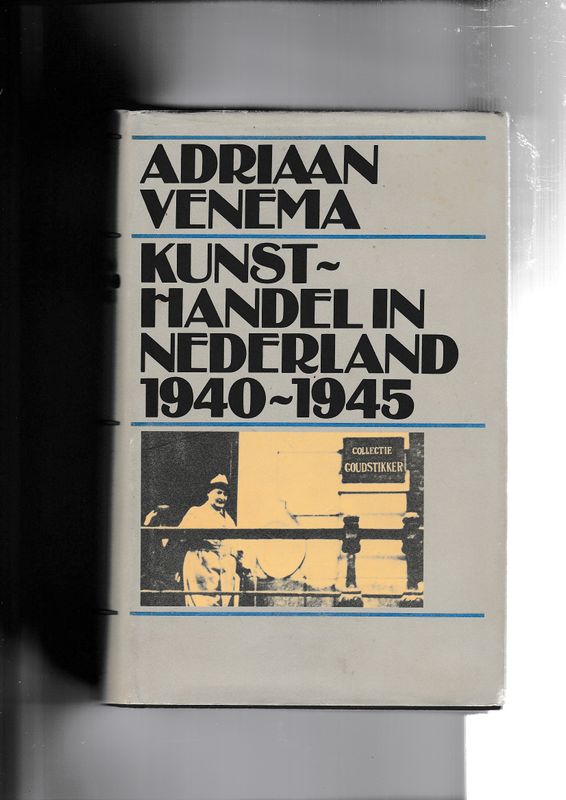 ADRIAAN
VENEMA
KUNST~
HANDEL IN
NEDERLAND
1940~1945
COLLECTIE
GOUDSTIKKER